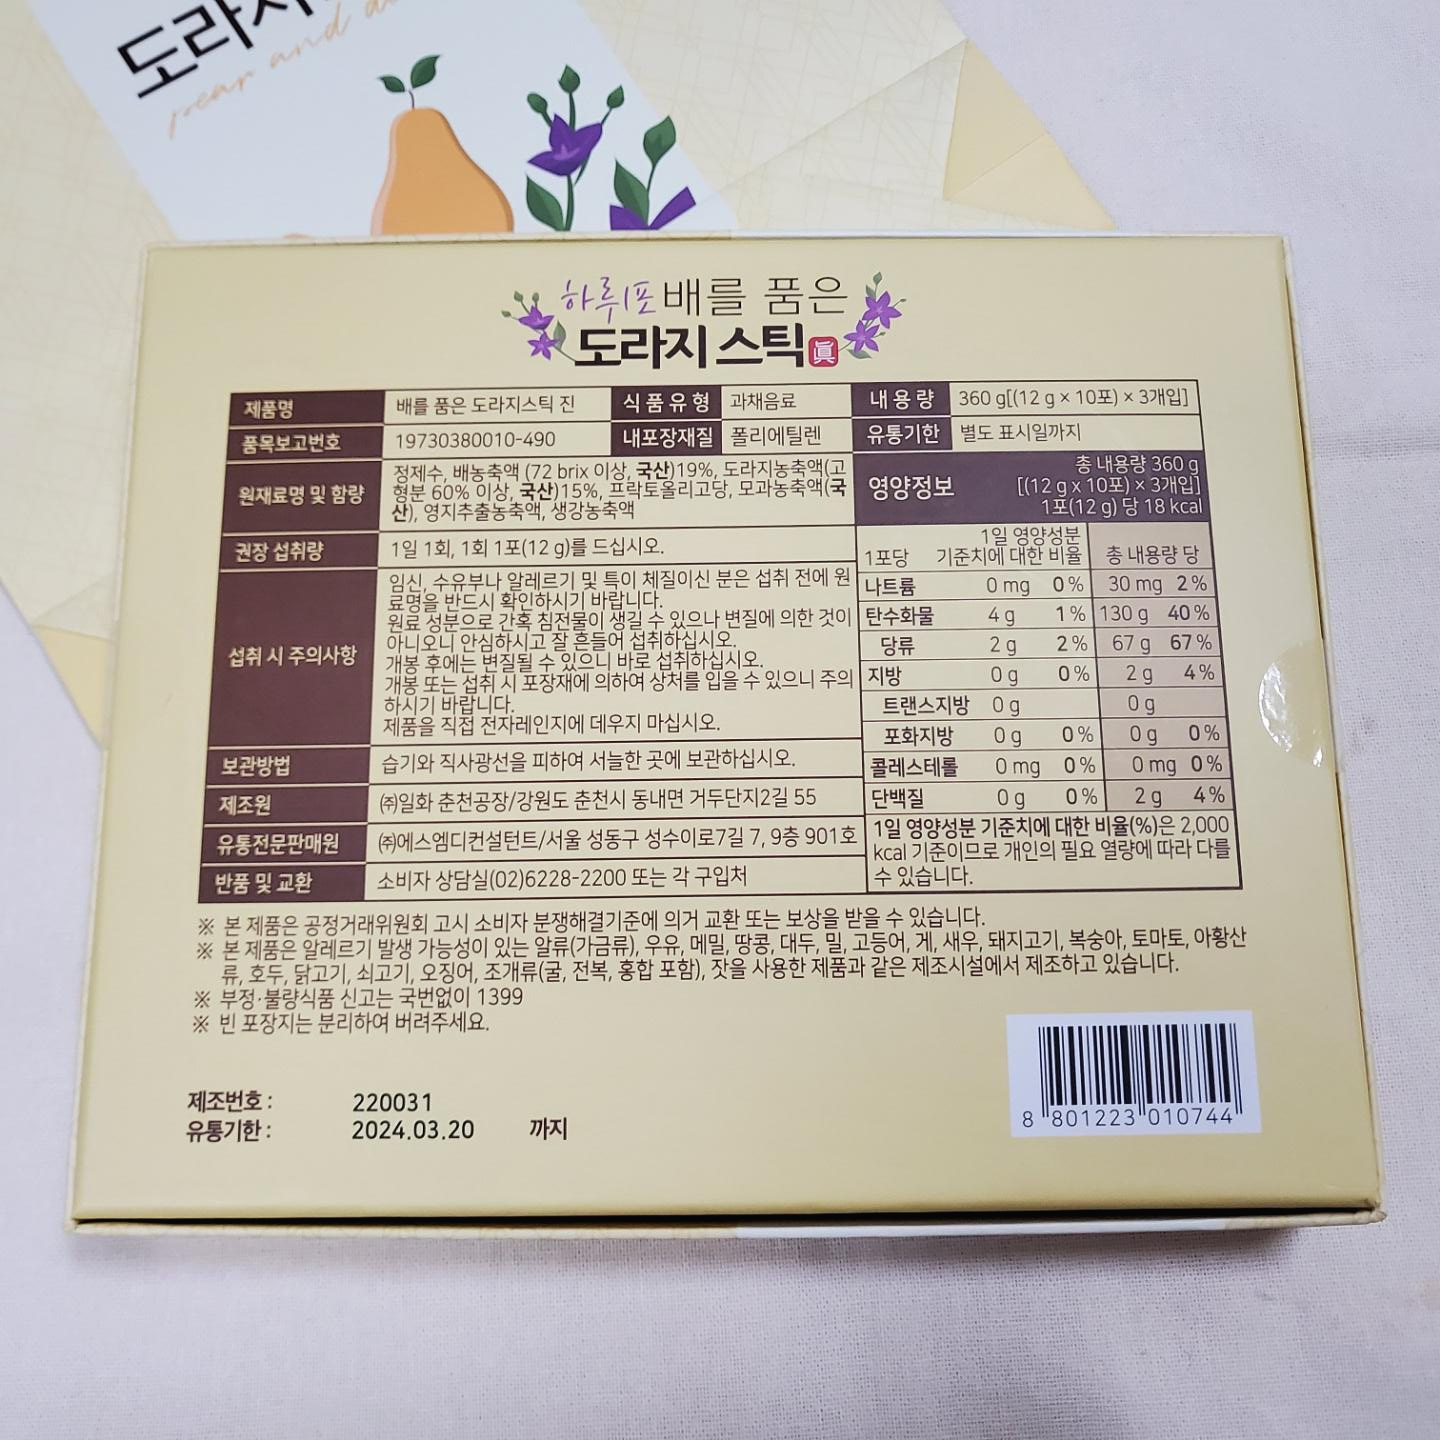 도라지
pear and
하루1포 배를 품은
도라지 스틱 眞
제품명 배를 품은 도라지스틱 진 식품유형 과채음료 내용량 360 g[(12 g × 10포) × 3개입]
품목보고번호 19730380010-490 내포장재질 폴리에틸렌 유통기한 별도 표시일까지
원재료명 및 함량
정제수, 배농축액 (72 brix 이상, 국산)19%, 도라지농축액(고
형분 60% 이상, 국산)15%, 프락토올리고당, 모과농축액(국
산), 영지추출농축액, 생강농축액
권장 섭취량 1일 1회, 1회 1포(12 g)를 드십시오.
섭취 시 주의사항
임신, 수유부나 알레르기 및 특이 체질이신 분은 섭취 전에 원
료명을 반드시 확인하시기 바랍니다.
원료 성분으로 간혹 침전물이 생길 수 있으나 변질에 의한 것이
아니오니 안심하시고 잘 흔들어 섭취하십시오.
개봉 후에는 변질될 수 있으니 바로 섭취하십시오.
개봉 또는 섭취 시 포장재에 의하여 상처를 입을 수 있으니 주의
하시기 바랍니다.
제품을 직접 전자레인지에 데우지 마십시오.
보관방법 습기와 직사광선을 피하여 서늘한 곳에 보관하십시오.
제조원 ㈜일화 춘천공장/강원도 춘천시 동내면 거두단지2길 55
유통전문판매원 ㈜에스엠디컨설턴트/서울 성동구 성수이로7길 7, 9층 901호
반품 및 교환 소비자 상담실(02)6228-2200 또는 각 구입처
영양정보
총 내용량 360 g
[(12 g x 10포) × 3개입]
1포(12 g) 당 18 kcal
1포당 1일 영양성분
기준치에 대한 비율 총 내용량 당
나트륨 0 mg 0 % 30 mg 2 %
탄수화물 4 g 1 % 130 g 40 %
당류 2 g 2 % 67 g 67 %
지방 0 g 0 % 2 g 4 %
트랜스지방 0 g 0 g
포화지방 0 g 0 % 0 g 0 %
콜레스테롤 0 mg 0 % 0 mg 0 %
단백질 0 g 0 % 2 g 4 %
1일 영양성분 기준치에 대한 비율(%)은 2,000
kcal 기준이므로 개인의 필요 열량에 따라 다를
수 있습니다.
※ 본 제품은 공정거래위원회 고시 소비자 분쟁해결기준에 의거 교환 또는 보상을 받을 수 있습니다.
※ 본 제품은 알레르기 발생 가능성이 있는 알류(가금류), 우유, 메밀, 땅콩, 대두, 밀, 고등어, 게, 새우, 돼지고기, 복숭아, 토마토, 아황산
류, 호두, 닭고기, 쇠고기, 오징어, 조개류(굴, 전복, 홍합 포함), 잣을 사용한 제품과 같은 제조시설에서 제조하고 있습니다.
※ 부정·불량식품 신고는 국번없이 1399
※ 빈 포장지는 분리하여 버려주세요.
제조번호 : 220031
유통기한 : 2024.03.20 까지
8 801223 010744